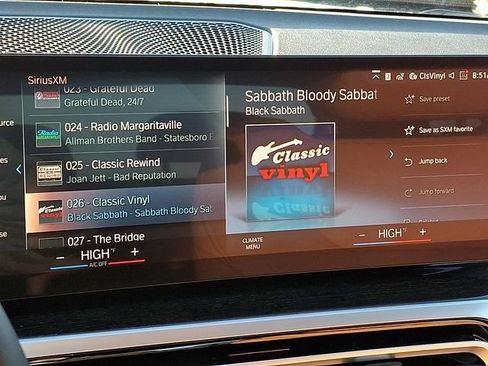 SiriusXM
ClsVinyl
8:51
023 - Grateful Dead
Grateful Dead, 24/7
024 - Radio Margaritaville
Allman Brothers Band - Statesboro
025 - Classic Rewind
Joan Jett - Bad Reputation
026 - Classic Vinyl
Black Sabbath - Sabbath Bloody Sab
027 - The Bridge
Sabbath Bloody Sabbat
Black Sabbath
Classic
vinyl
Save preset
Save as SXM favorite
Jump back
Jump forward
CLIMATE
MENU
- HIGH°F +
A/C OFF
- HIGH°F +